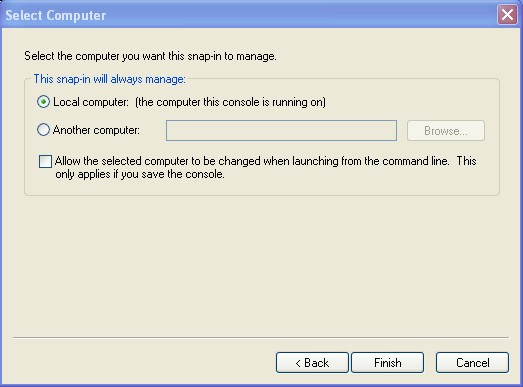 Select Computer
Select the computer you want this snap-in to manage.
This snap-in will always manage:
Local computer: (the computer this console is running on)
Another computer:
Browse...
Allow the selected computer to be changed when launching from the command line. This
only applies if you save the console.
< Back
Finish
Cancel